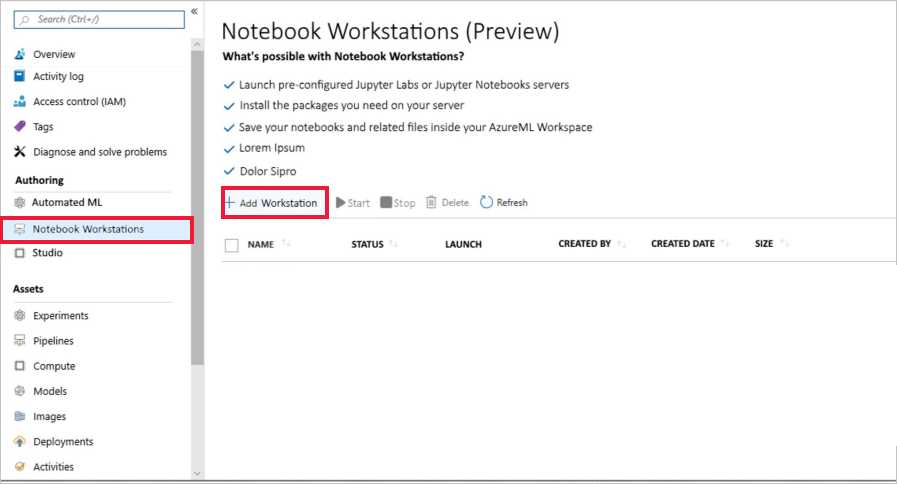 Search (Ctrl+/)
«
Overview
Activity log
Access control (IAM)
Tags
Diagnose and solve problems
Authoring
Automated ML
Notebook Workstations
Studio
Assets
Experiments
Pipelines
Compute
Models
Images
Deployments
Activities
Notebook Workstations (Preview)
What's possible with Notebook Workstations?
Launch pre-configured Jupyter Labs or Jupyter Notebooks servers
Install the packages you need on your server
Save your notebooks and related files inside your AzureML Workspace
Lorem Ipsum
Dolor Sipro
+ Add Workstation Start Stop Delete Refresh
NAME STATUS LAUNCH CREATED BY CREATED DATE SIZE